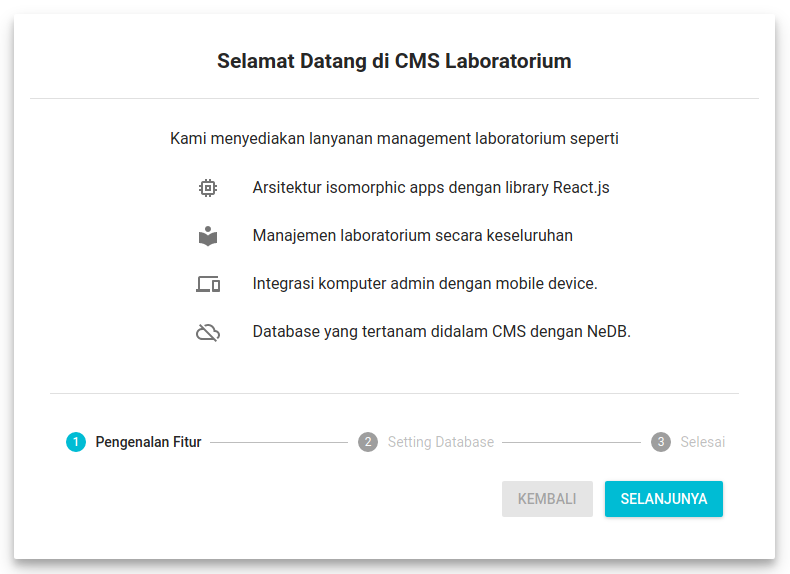 Selamat Datang di CMS Laboratorium
Kami menyediakan lanyanan management laboratorium seperti
Arsitektur isomorphic apps dengan library React.js
Manajemen laboratorium secara keseluruhan
Integrasi komputer admin dengan mobile device.
Database yang tertanam didalam CMS dengan NeDB.
1 Pengenalan Fitur 2 Setting Database 3 Selesai
KEMBALI SELANJUNYA